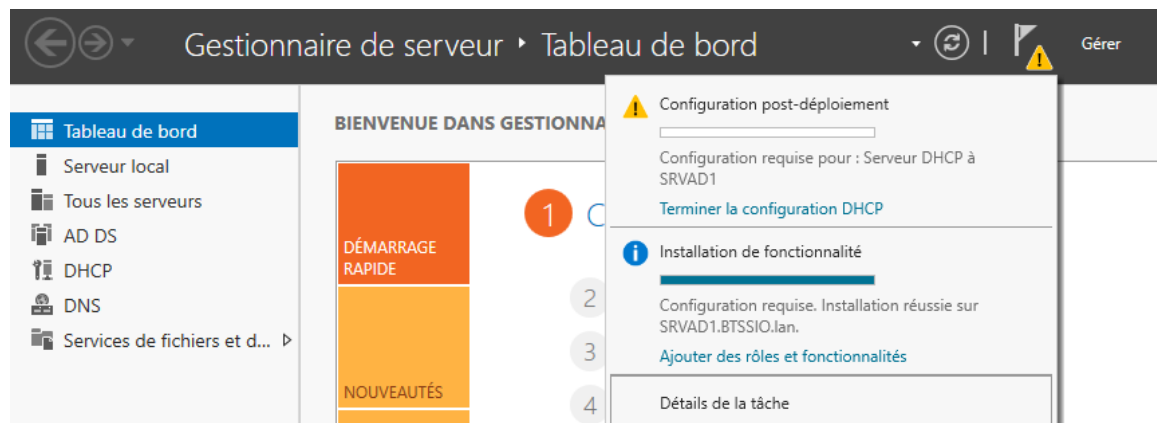 Gestionnaire de serveur ‣ Tableau de bord
Gérer
Tableau de bord
Serveur local
Tous les serveurs
AD DS
DHCP
DNS
Services de fichiers et d...
BIENVENUE DANS GESTIONNA
DÉMARRAGE
RAPIDE
NOUVEAUTÉS
1
2
3
4
Configuration post-déploiement
Configuration requise pour : Serveur DHCP à
SRVAD1
Terminer la configuration DHCP
Installation de fonctionnalité
Configuration requise. Installation réussie sur
SRVAD1.BTSSIO.lan.
Ajouter des rôles et fonctionnalités
Détails de la tâche